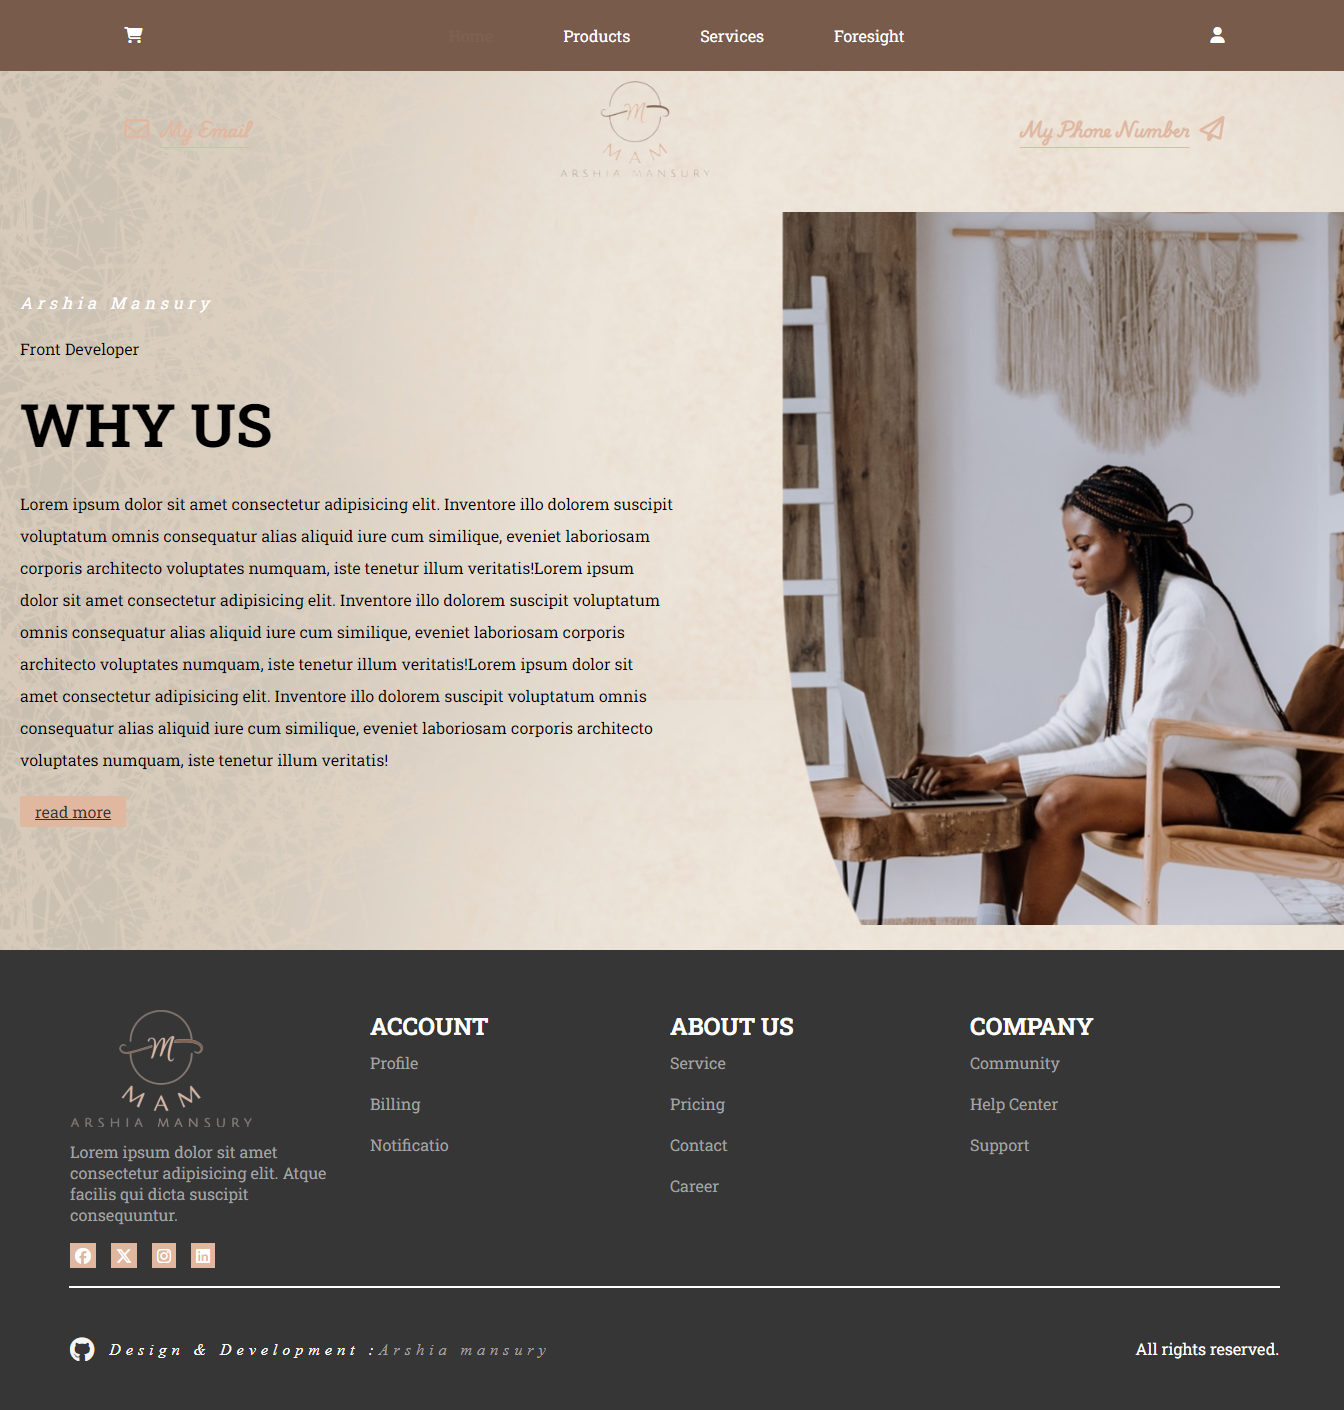 Home Products Services Foresight
My Email
M
MAM
ARSHIA MANSURY
My Phone Number
Arshia Mansury
Front Developer
WHY US
Lorem ipsum dolor sit amet consectetur adipisicing elit. Inventore illo dolorem suscipit
voluptatum omnis consequatur alias aliquid iure cum similique, eveniet laboriosam
corporis architecto voluptates numquam, iste tenetur illum veritatis!Lorem ipsum
dolor sit amet consectetur adipisicing elit. Inventore illo dolorem suscipit voluptatum
omnis consequatur alias aliquid iure cum similique, eveniet laboriosam corporis
architecto voluptates numquam, iste tenetur illum veritatis!Lorem ipsum dolor sit
amet consectetur adipisicing elit. Inventore illo dolorem suscipit voluptatum omnis
consequatur alias aliquid iure cum similique, eveniet laboriosam corporis architecto
voluptates numquam, iste tenetur illum veritatis!
read more
M
MAM
ARSHIA MANSURY
Lorem ipsum dolor sit amet
consectetur adipisicing elit. Atque
facilis qui dicta suscipit
consequuntur.
ACCOUNT
Profile
Billing
Notificatio
ABOUT US
Service
Pricing
Contact
Career
COMPANY
Community
Help Center
Support
Design & Development :Arshia mansury
All rights reserved.